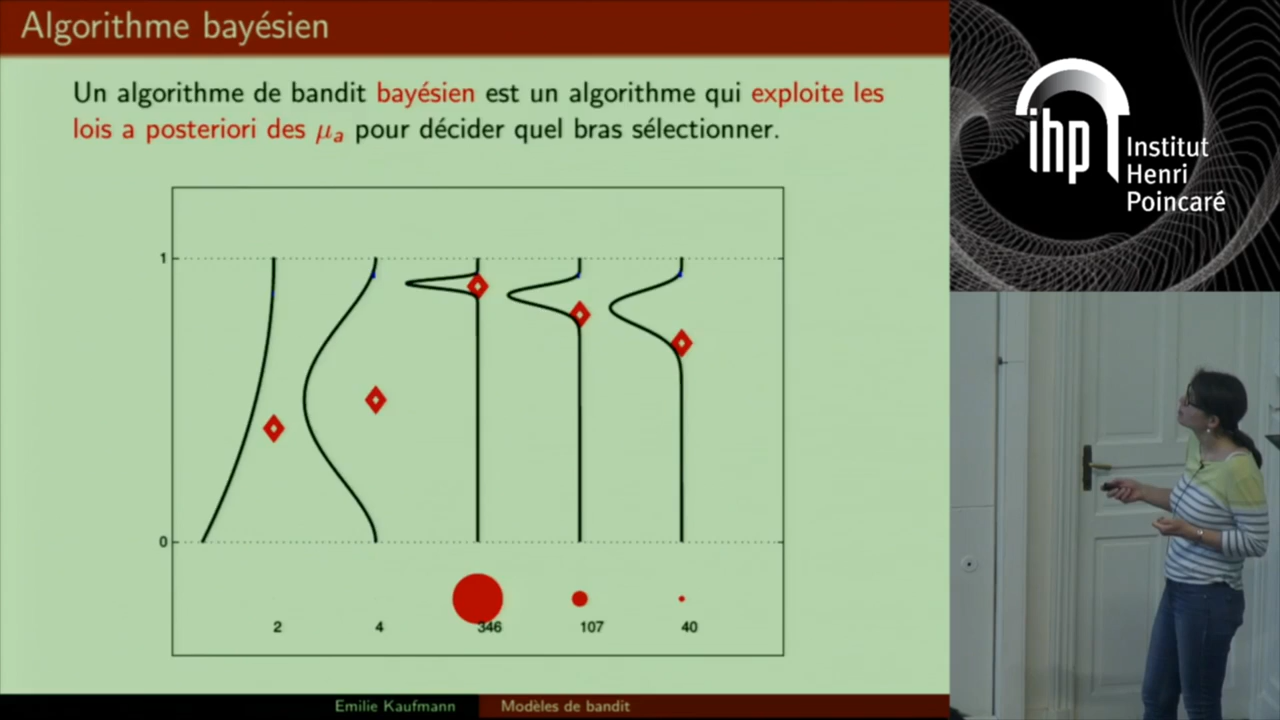 Algorithme bayésien
Un algorithme de bandit bayésien est un algorithme qui exploite les
lois a posteriori des μa pour décider quel bras sélectionner.
1
0
2 4 346 107 40
Emilie Kaufmann Modèles de bandit
ihp Institut
Henri
Poincaré